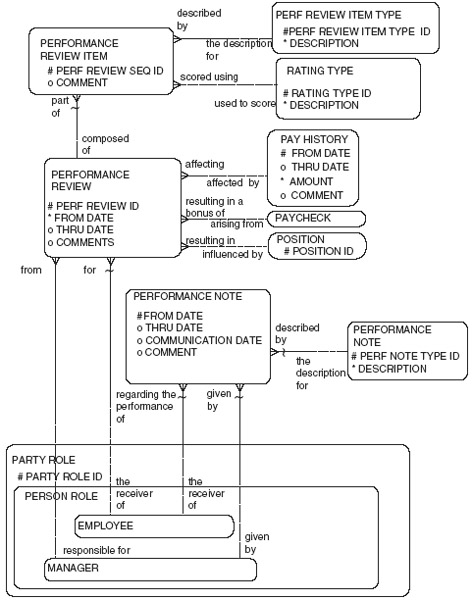 described
by
PERF REVIEW ITEM TYPE
#PERF REVIEW ITEM TYPE ID
* DESCRIPTION
the description
for
PERFORMANCE
REVIEW ITEM
# PERF REVIEW SEQ ID
o COMMENT
scored using
RATING TYPE
# RATING TYPE ID
* DESCRIPTION
used to score
part
of
composed
of
PERFORMANCE
REVIEW
# PERF REVIEW ID
* FROM DATE
o THRU DATE
o COMMENTS
affecting
affected by
PAY HISTORY
# FROM DATE
o THRU DATE
* AMOUNT
o COMMENT
resulting in a
bonus of
arising from
PAYCHECK
resulting in
influenced by
POSITION
# POSITION ID
from
for
PERFORMANCE NOTE
#FROM DATE
o THRU DATE
o COMMUNICATION DATE
o COMMENT
described
by
the
description
for
PERFORMANCE
NOTE
# PERF NOTE TYPE ID
* DESCRIPTION
regarding the
performance
of
given
by
PARTY ROLE
# PARTY ROLE ID
PERSON ROLE
the
receiver
of
the
receiver
of
EMPLOYEE
responsible for
given
by
MANAGER